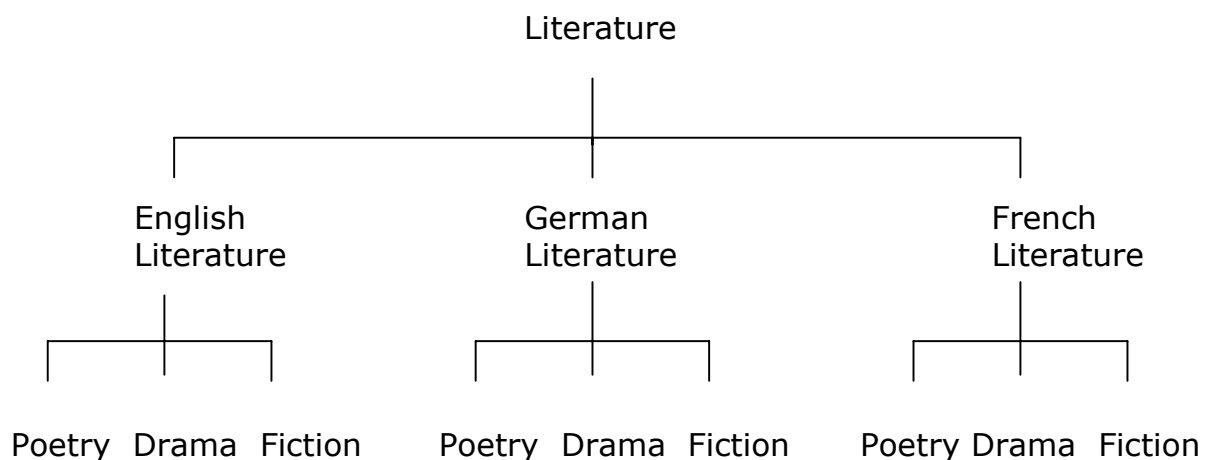 Literature
English
Literature
German
Literature
French
Literature
Poetry Drama Fiction
Poetry Drama Fiction
Poetry Drama Fiction